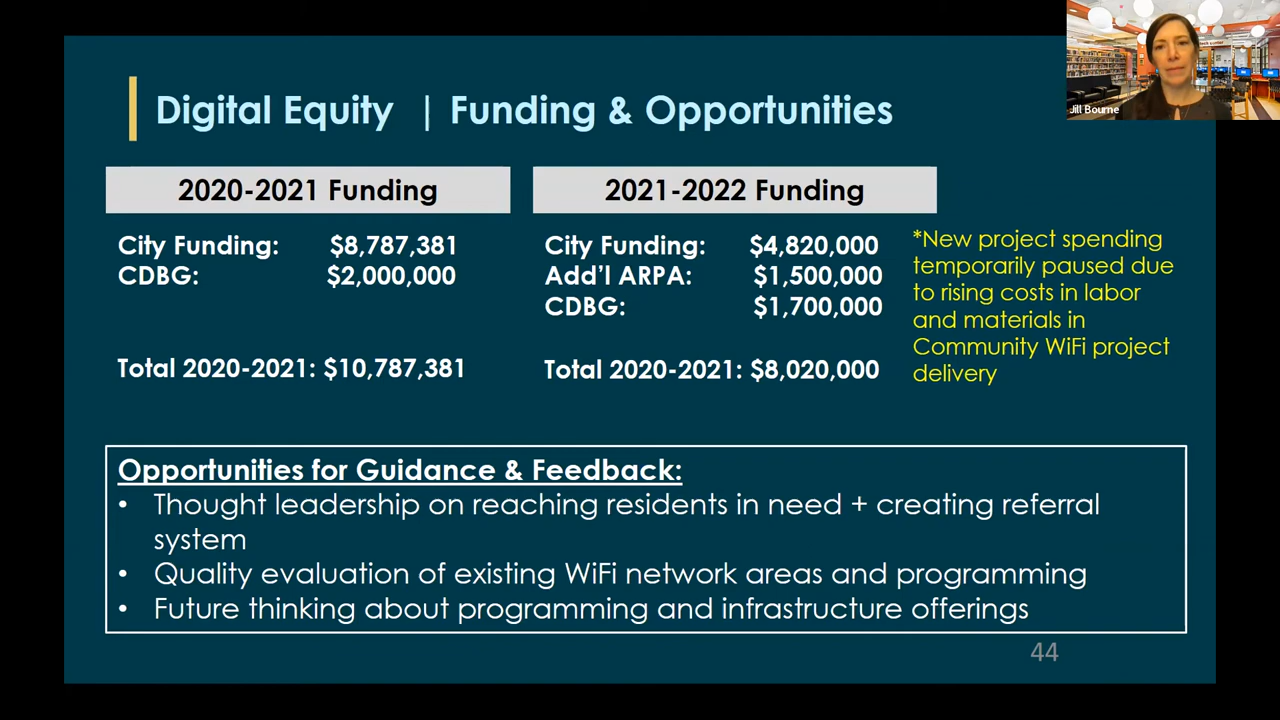 Jill Bourne
Digital Equity | Funding & Opportunities
2020-2021 Funding
City Funding: $8,787,381
CDBG: $2,000,000
Total 2020-2021: $10,787,381
2021-2022 Funding
City Funding: $4,820,000
Add'l ARPA: $1,500,000
CDBG: $1,700,000
Total 2020-2021: $8,020,000
*New project spending
temporarily paused due
to rising costs in labor
and materials in
Community WiFi project
delivery
Opportunities for Guidance & Feedback:
• Thought leadership on reaching residents in need + creating referral
system
• Quality evaluation of existing WiFi network areas and programming
• Future thinking about programming and infrastructure offerings
44